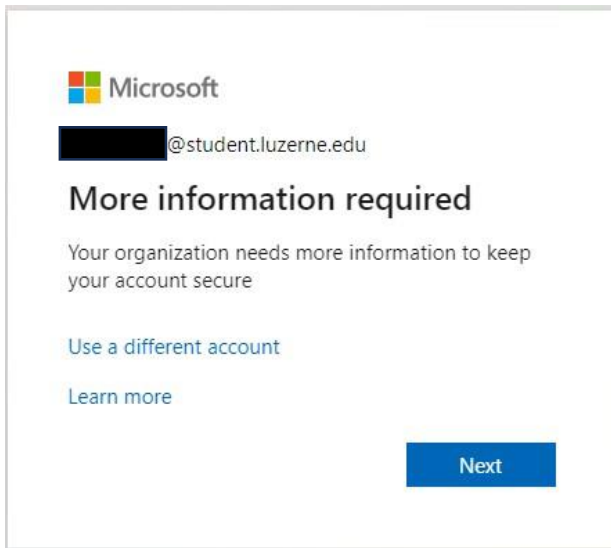 Microsoft
@student.luzerne.edu
More information required
Your organization needs more information to keep
your account secure
Use a different account
Learn more
Next